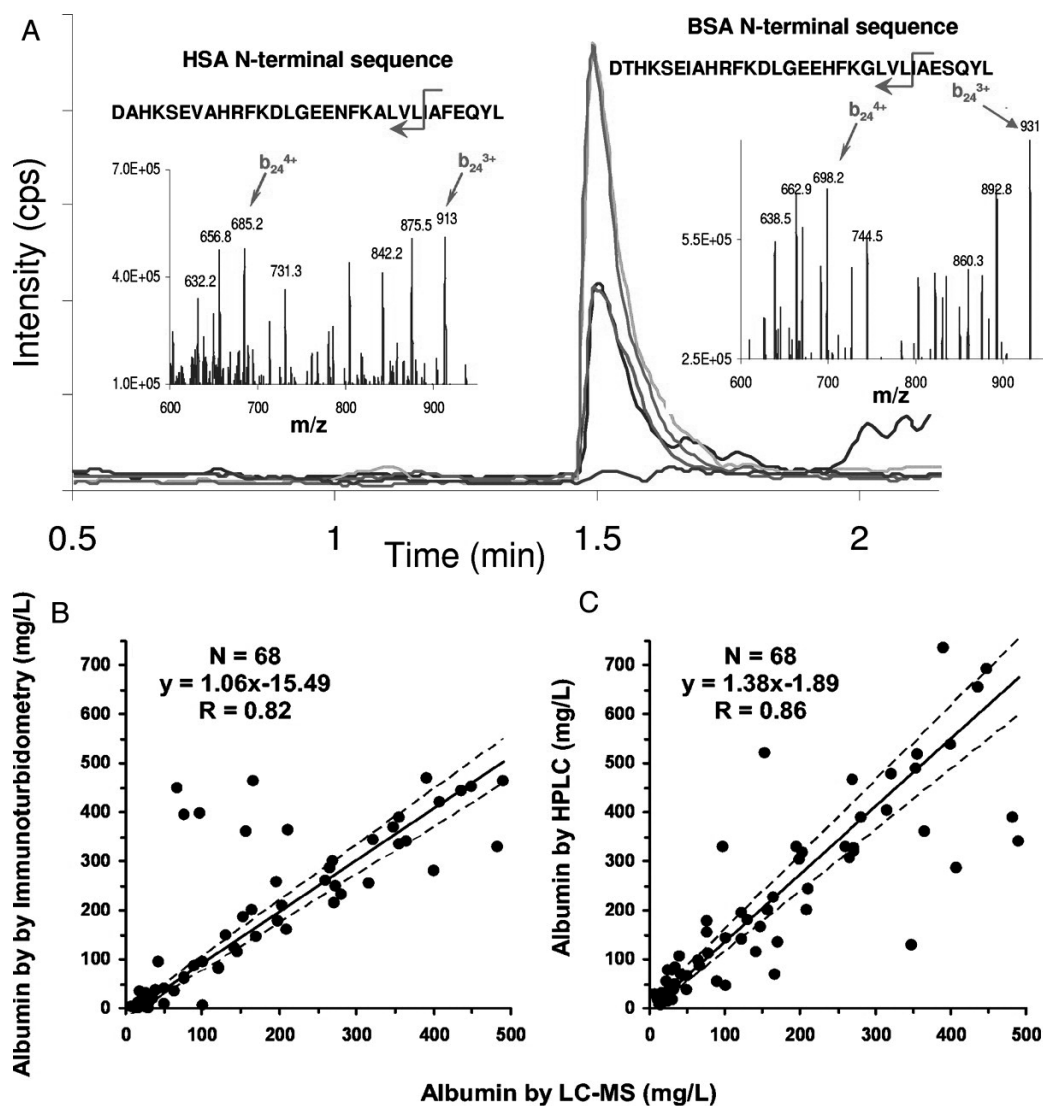 A
HSA N-terminal sequence
DAHKSEVAHRFKDLGEENFKALVLIAFEQYL
BSA N-terminal sequence
DTHKSEIAHRFKDLGEEHFKGLVLIAESQYL
Intensity (cps)
7.0E+05
4.0E+05
1.0E+05
b24 4+
b24 3+
632.2
656.8
685.2
731.3
842.2
875.5
913
600
700
800
900
m/z
b24 4+
b24 3+
931
5.5E+05
2.5E+05
638.5
662.9
698.2
744.5
860.3
892.8
600
700
800
900
m/z
0.5
1
1.5
2
Time (min)
B
Albumin by by Immunoturbidometry (mg/L)
N = 68
y = 1.06x-15.49
R = 0.82
700
600
500
400
300
200
100
0
0 100 200 300 400 500
C
Albumin by HPLC (mg/L)
N = 68
y = 1.38x-1.89
R = 0.86
700
600
500
400
300
200
100
0
0 100 200 300 400 500
Albumin by LC-MS (mg/L)